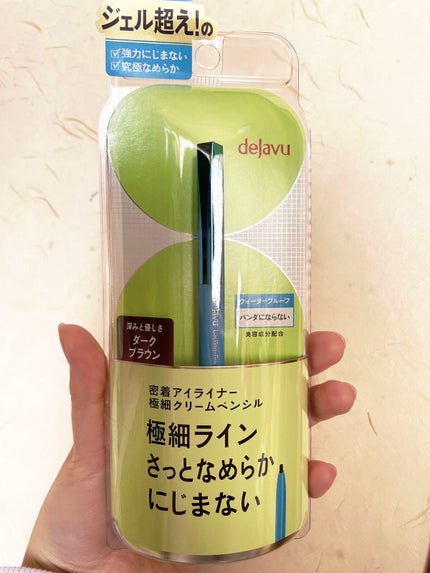 ジェル超え!の
強力ににじまない
究極なめらか
dejavu
ウォータープルーフ
パンダにならない
美容成分配合
深みと優しさ
ダーク
ブラウン
密着アイライナー
極細クリームペンシル
極細ライン
さっとなめらか
にじまない